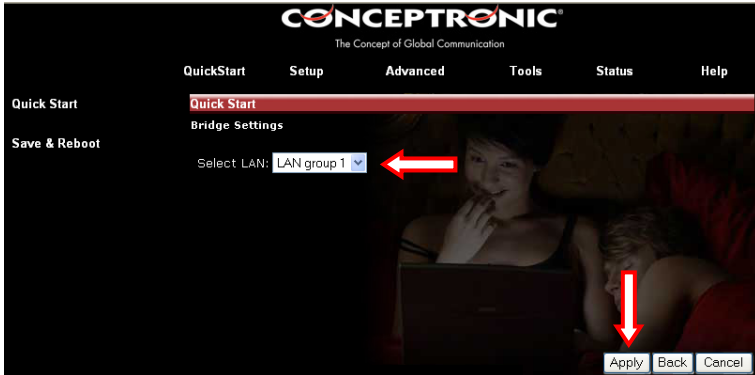 CONCEPTRONIC®
The Concept of Global Communication
QuickStart Setup Advanced Tools Status Help
Quick Start
Save & Reboot
Quick Start
Bridge Settings
Select LAN: LAN group 1
Apply Back Cancel